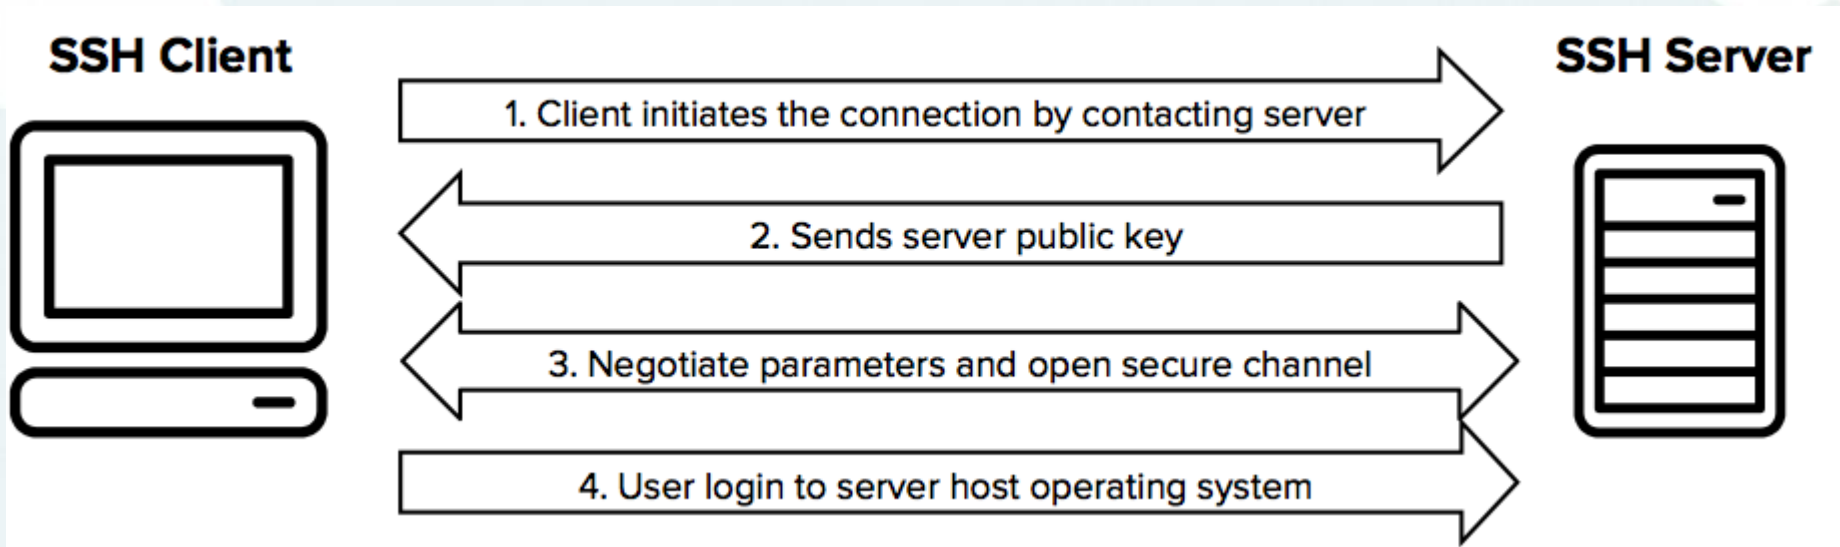 SSH Client
SSH Server
1. Client initiates the connection by contacting server
2. Sends server public key
3. Negotiate parameters and open secure channel
4. User login to server host operating system